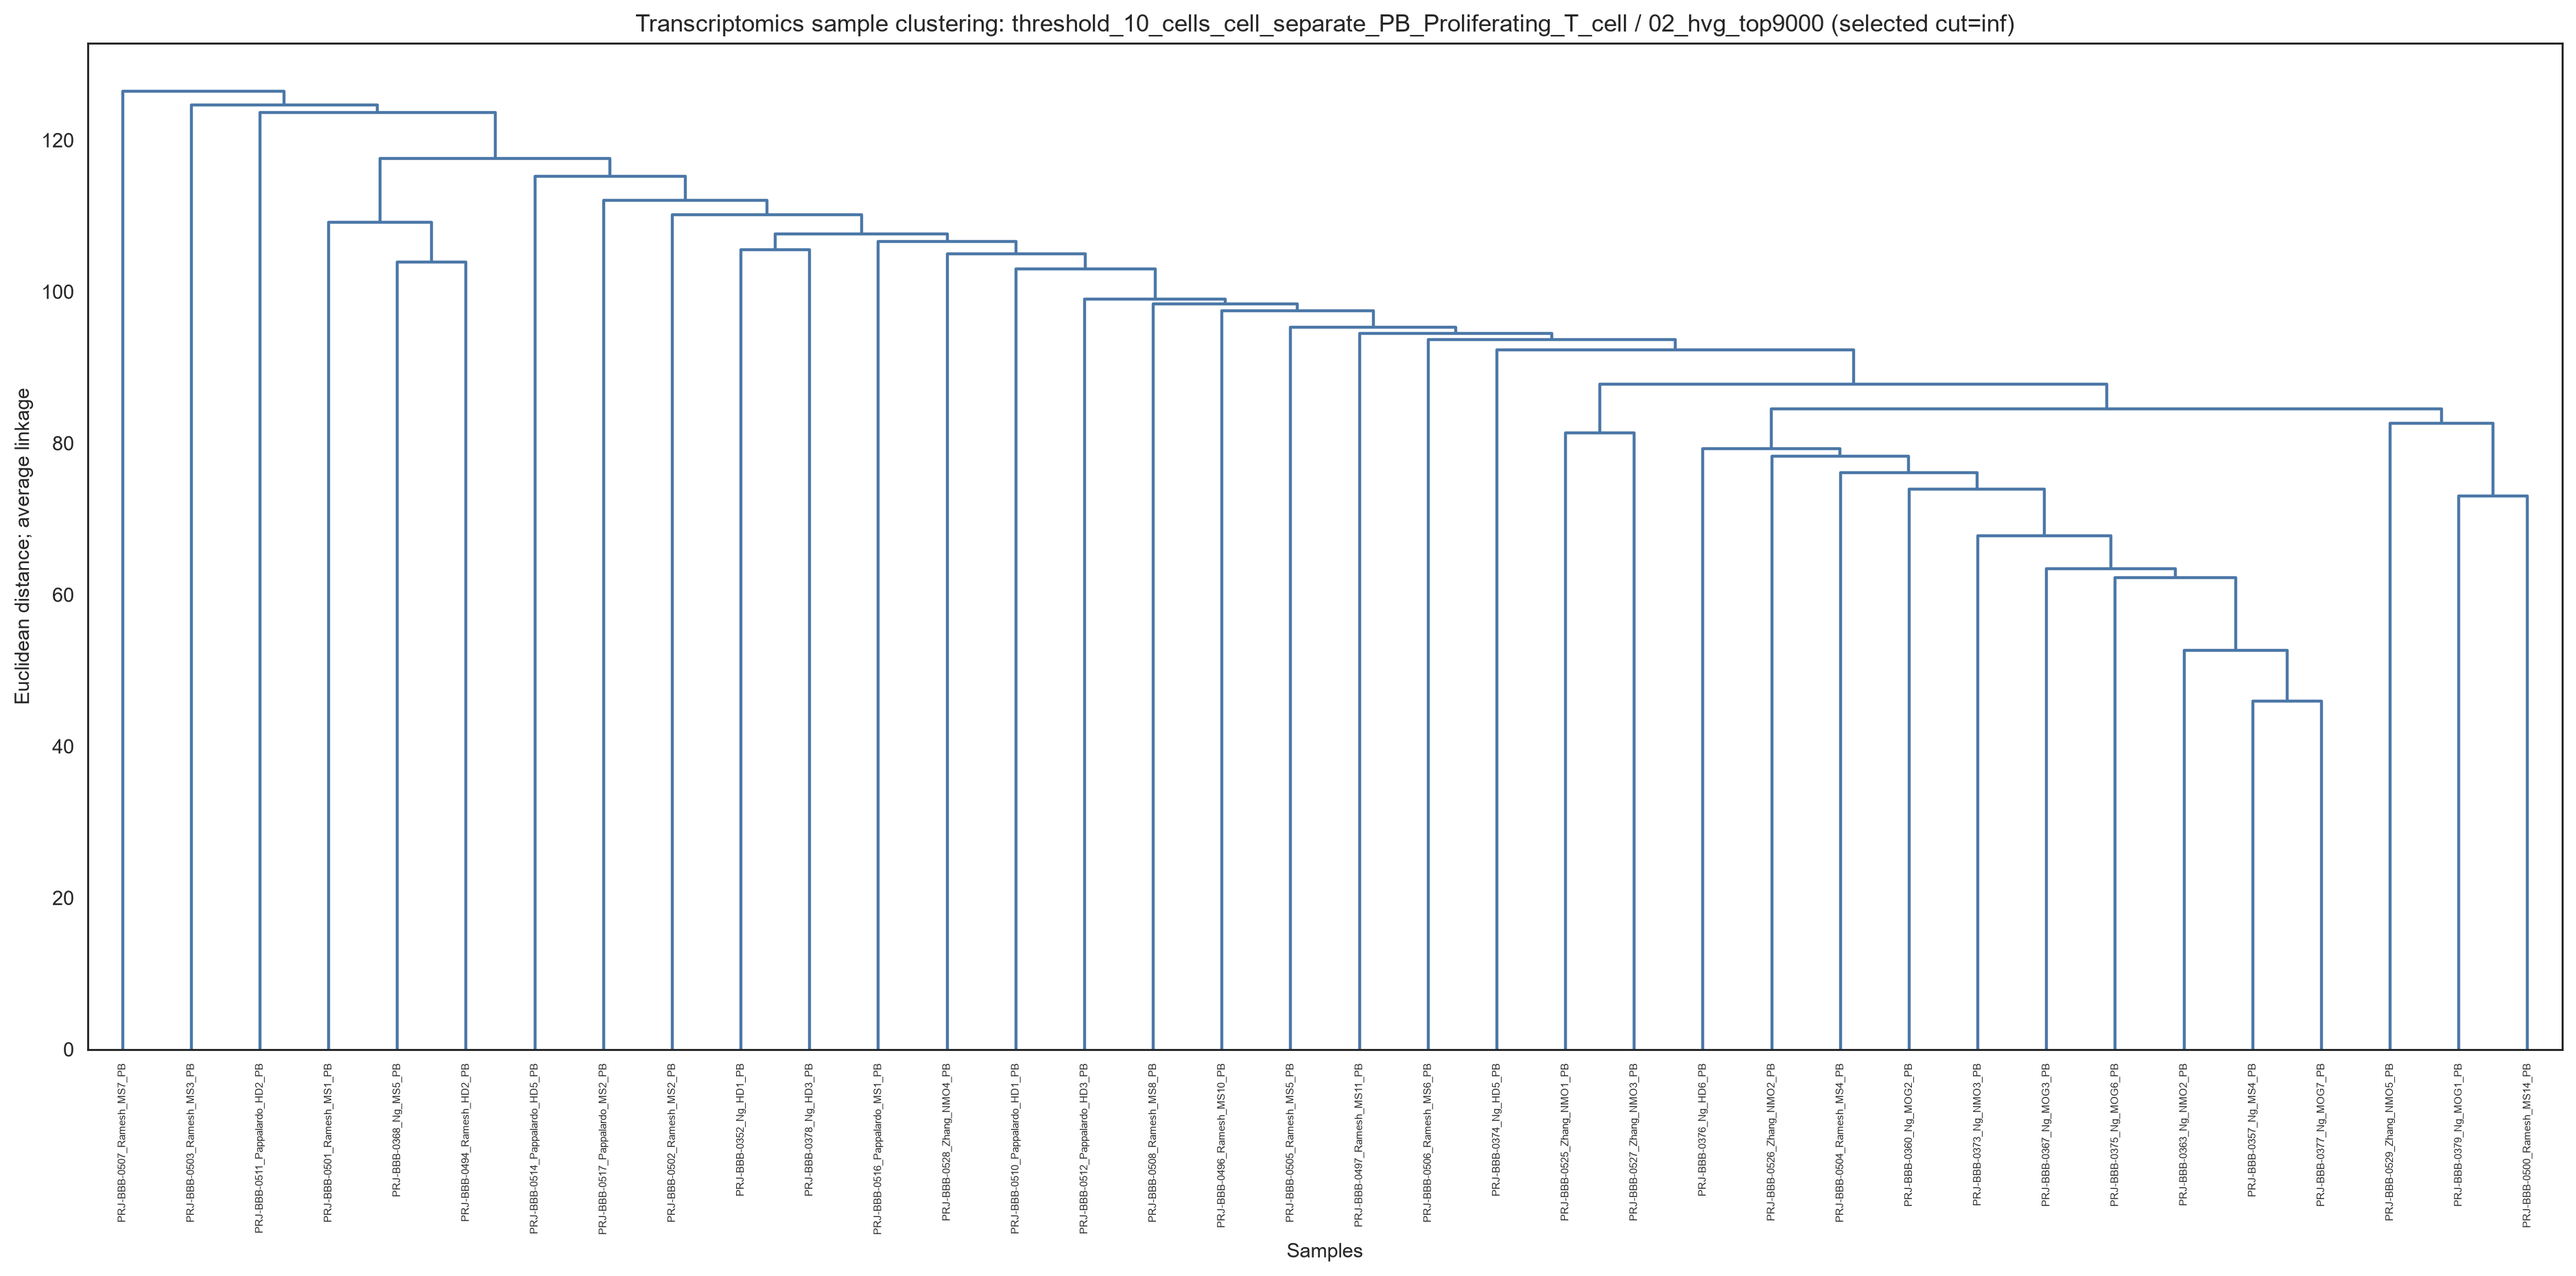 Transcriptomics sample clustering: threshold_10_cells_cell_separate_PB_Proliferating_T_cell / 02_hvg_top9000 (selected cut=inf)
Euclidean distance; average linkage
120
100
80
60
40
20
0
PRJ-BBB-0507_Ramesh_MS7_PB
PRJ-BBB-0503_Ramesh_MS3_PB
PRJ-BBB-0511_Pappalardo_HD2_PB
PRJ-BBB-0501_Ramesh_MS1_PB
PRJ-BBB-0368_Ng_MS5_PB
PRJ-BBB-0494_Ramesh_HD2_PB
PRJ-BBB-0514_Pappalardo_HD5_PB
PRJ-BBB-0517_Pappalardo_MS2_PB
PRJ-BBB-0502_Ramesh_MS2_PB
PRJ-BBB-0352_Ng_HD1_PB
PRJ-BBB-0378_Ng_HD3_PB
PRJ-BBB-0516_Pappalardo_MS1_PB
PRJ-BBB-0528_Zhang_NMO4_PB
PRJ-BBB-0510_Pappalardo_HD1_PB
PRJ-BBB-0512_Pappalardo_HD3_PB
PRJ-BBB-0508_Ramesh_MS8_PB
PRJ-BBB-0496_Ramesh_MS10_PB
PRJ-BBB-0505_Ramesh_MS5_PB
PRJ-BBB-0497_Ramesh_MS11_PB
PRJ-BBB-0506_Ramesh_MS6_PB
PRJ-BBB-0374_Ng_HD5_PB
PRJ-BBB-0525_Zhang_NMO1_PB
PRJ-BBB-0527_Zhang_NMO3_PB
PRJ-BBB-0376_Ng_HD6_PB
PRJ-BBB-0526_Zhang_NMO2_PB
PRJ-BBB-0504_Ramesh_MS4_PB
PRJ-BBB-0360_Ng_MOG2_PB
PRJ-BBB-0373_Ng_NMO3_PB
PRJ-BBB-0367_Ng_MOG3_PB
PRJ-BBB-0375_Ng_MOG6_PB
PRJ-BBB-0363_Ng_NMO2_PB
PRJ-BBB-0357_Ng_MS4_PB
PRJ-BBB-0377_Ng_MOG7_PB
PRJ-BBB-0529_Zhang_NMO5_PB
PRJ-BBB-0379_Ng_MOG1_PB
PRJ-BBB-0500_Ramesh_MS14_PB
Samples